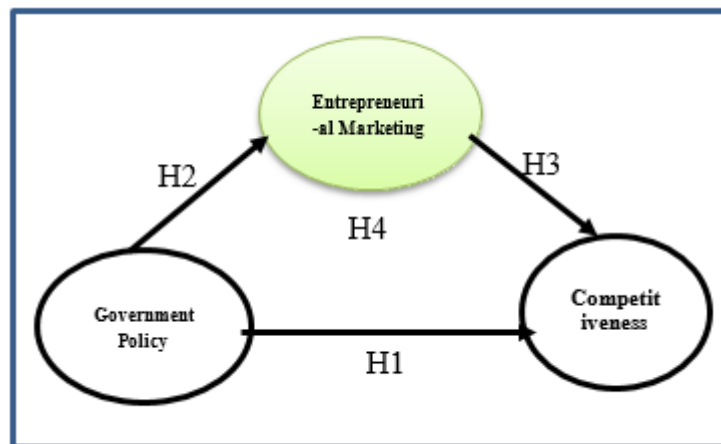 Entrepreneuri
-al Marketing
H2
H3
H4
Government
Policy
Competit
iveness
H1